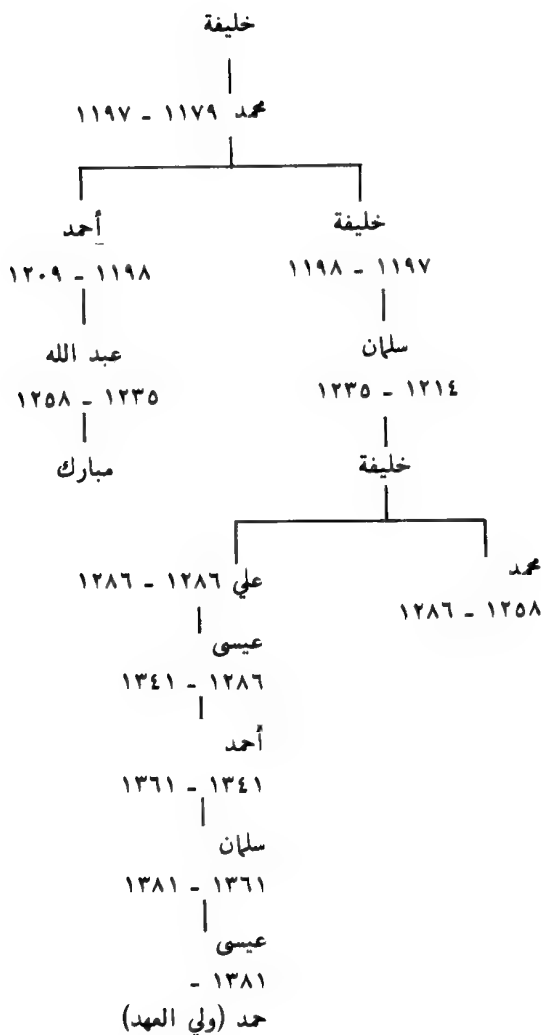 خليفة
محمد ١١٧٩ - ١١٩٧
خليفة
أحمد
١١٩٧ - ١١٩٨
١١٩٨ - ١٢٠٩
سلمان
عبد الله
١٢١٤ - ١٢٣٥
١٢٣٥ - ١٢٥٨
خليفة
مبارك
محمد
علي ١٢٨٦ - ١٢٨٦
١٢٥٨ - ١٢٨٦
عيسى
١٢٨٦ - ١٣٤١
أحمد
١٣٤١ - ١٣٦١
سلمان
١٣٦١ - ١٣٨١
عيسى
١٣٨١ -
حمد (ولي العهد)